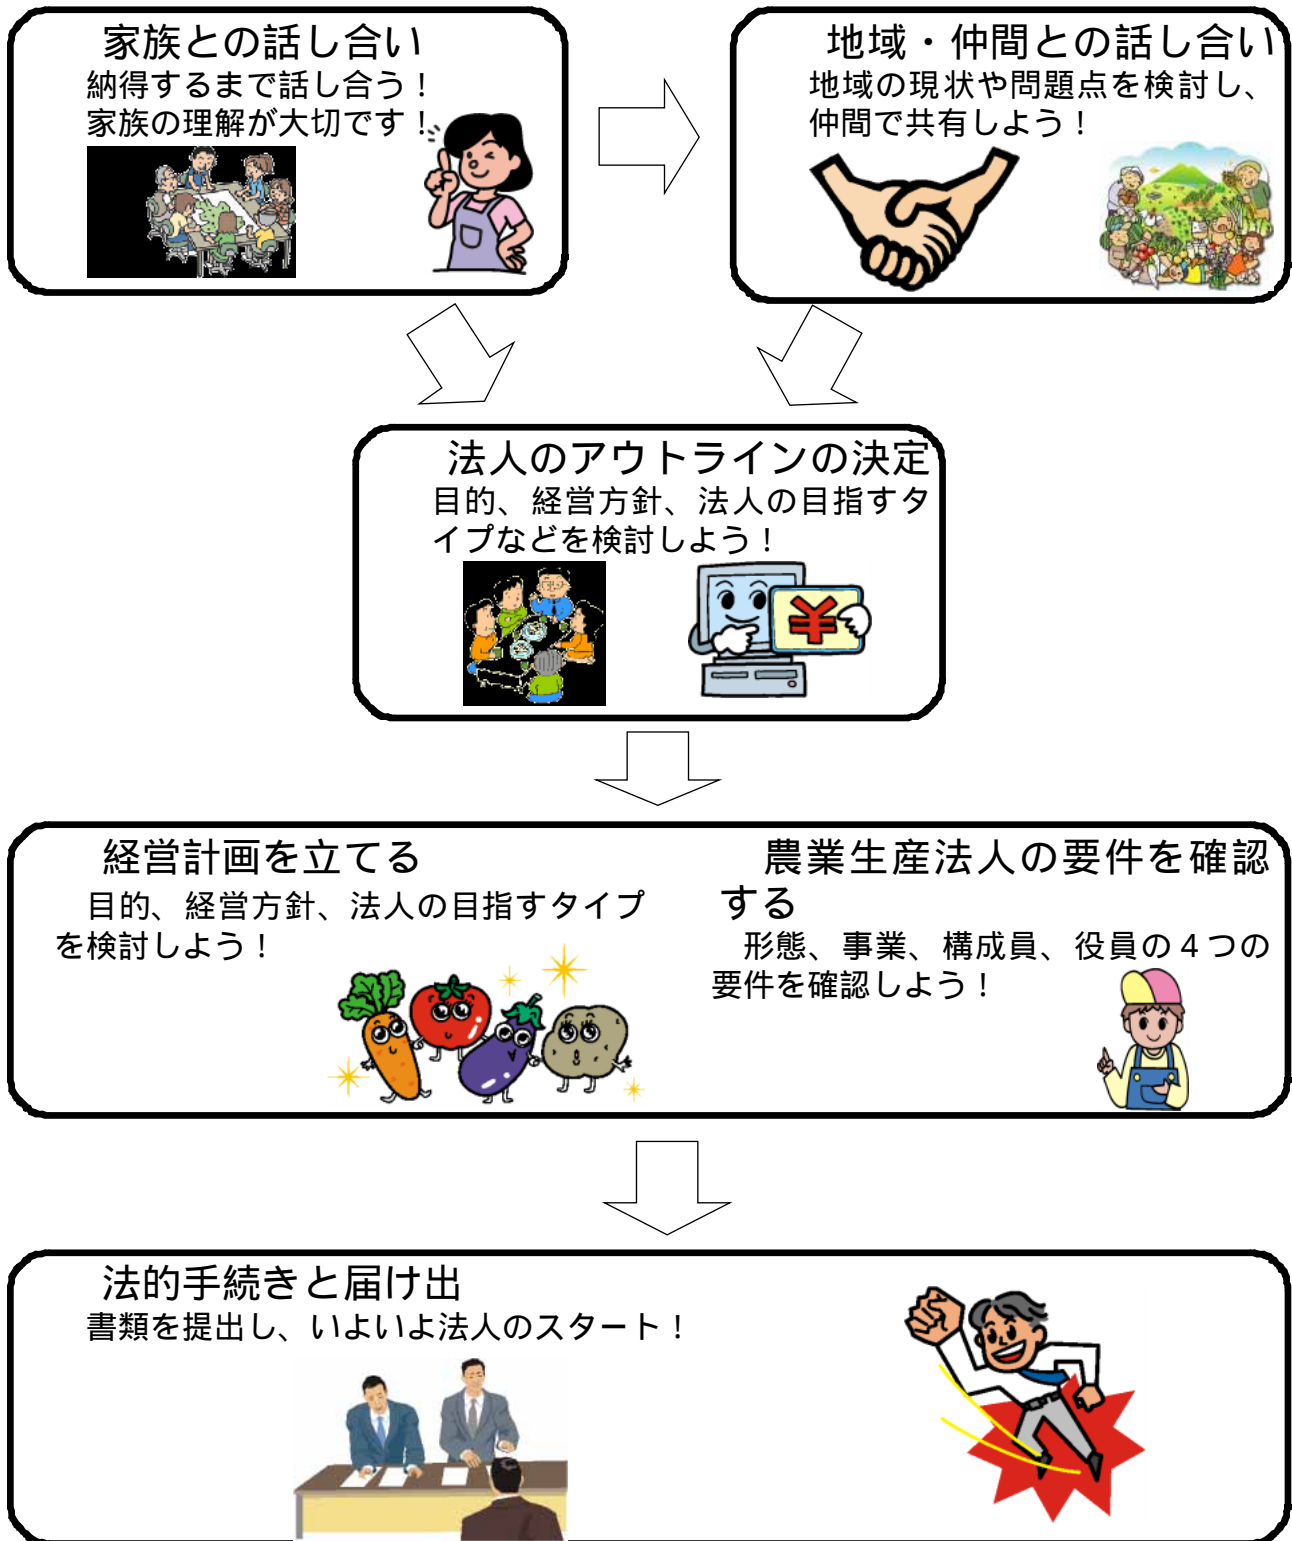 家族との話し合い
納得するまで話し合う！
家族の理解が大切です！
地域・仲間との話し合い
地域の現状や問題点を検討し、
仲間で共有しよう！
法人のアウトラインの決定
目的、経営方針、法人の目指すタ
イプなどを検討しよう！
¥
経営計画を立てる
目的、経営方針、法人の目指すタイプ
を検討しよう！
農業生産法人の要件を確認
する
形態、事業、構成員、役員の４つの
要件を確認しよう！
法的手続きと届け出
書類を提出し、いよいよ法人のスタート！